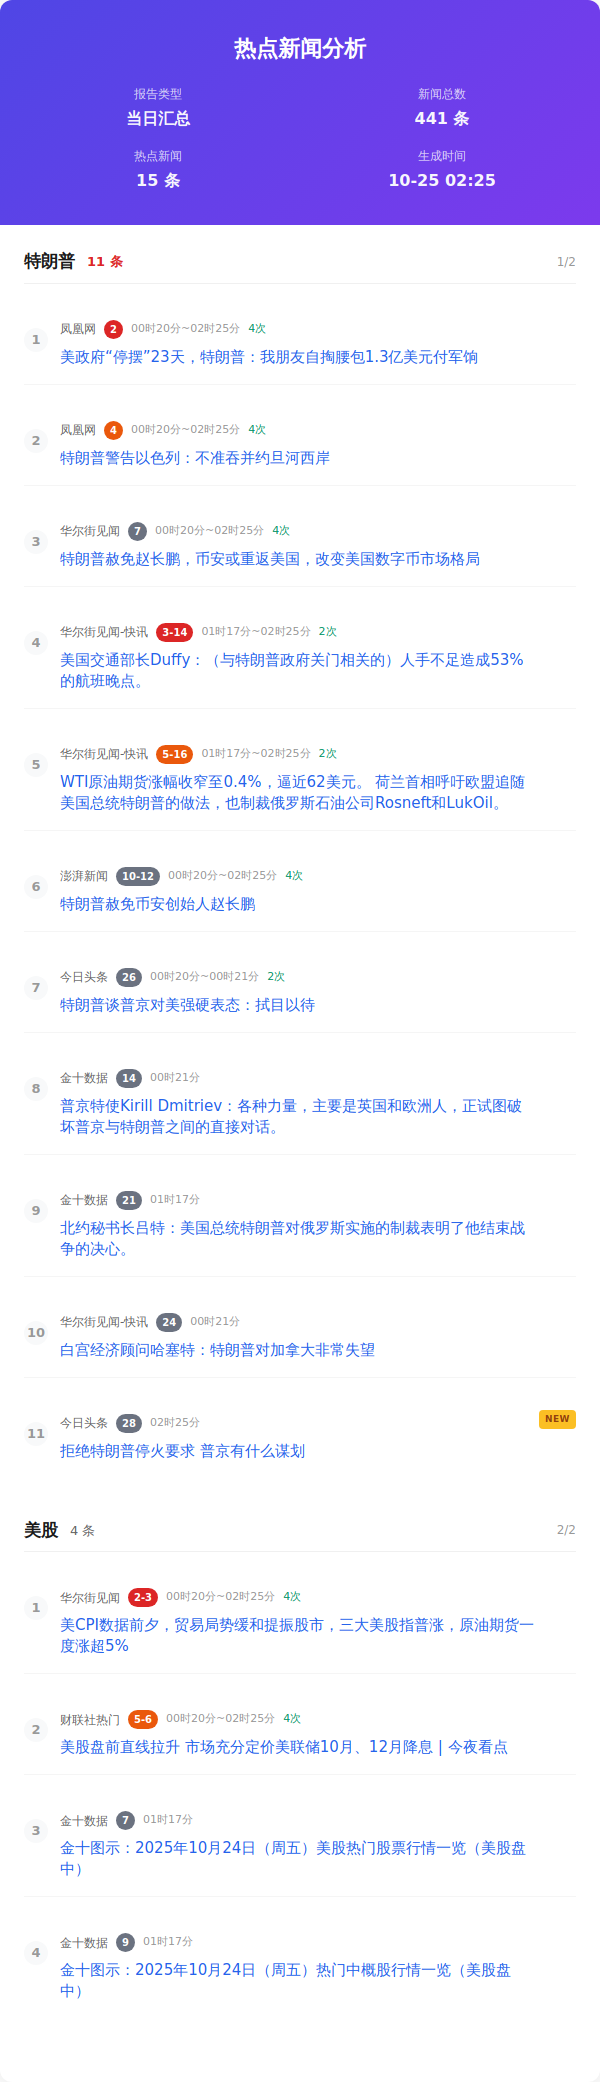 热点新闻分析
报告类型
新闻总数
当日汇总
441 条
热点新闻
生成时间
15 条
10-25 02:25
特朗普 11 条 1/2
1 凤凰网 2 00时20分~02时25分 4次
美政府“停摆”23天，特朗普：我朋友自掏腰包1.3亿美元付军饷
2 凤凰网 4 00时20分~02时25分 4次
特朗普警告以色列：不准吞并约旦河西岸
3 华尔街见闻 7 00时20分~02时25分 4次
特朗普赦免赵长鹏，币安或重返美国，改变美国数字币市场格局
4 华尔街见闻-快讯 3-14 01时17分~02时25分 2次
美国交通部长Duffy：（与特朗普政府关门相关的）人手不足造成53%
的航班晚点。
5 华尔街见闻-快讯 5-16 01时17分~02时25分 2次
WTI原油期货涨幅收窄至0.4%，逼近62美元。 荷兰首相呼吁欧盟追随
美国总统特朗普的做法，也制裁俄罗斯石油公司Rosneft和LukOil。
6 澎湃新闻 10-12 00时20分~02时25分 4次
特朗普赦免币安创始人赵长鹏
7 今日头条 26 00时20分~00时21分 2次
特朗普谈普京对美强硬表态：拭目以待
8 金十数据 14 00时21分
普京特使Kirill Dmitriev：各种力量，主要是英国和欧洲人，正试图破
坏普京与特朗普之间的直接对话。
9 金十数据 21 01时17分
北约秘书长吕特：美国总统特朗普对俄罗斯实施的制裁表明了他结束战
争的决心。
10 华尔街见闻-快讯 24 00时21分
白宫经济顾问哈塞特：特朗普对加拿大非常失望
11 今日头条 28 02时25分 NEW
拒绝特朗普停火要求 普京有什么谋划
美股 4 条 2/2
1 华尔街见闻 2-3 00时20分~02时25分 4次
美CPI数据前夕，贸易局势缓和提振股市，三大美股指普涨，原油期货一
度涨超5%
2 财联社热门 5-6 00时20分~02时25分 4次
美股盘前直线拉升 市场充分定价美联储10月、12月降息 | 今夜看点
3 金十数据 7 01时17分
金十图示：2025年10月24日（周五）美股热门股票行情一览（美股盘
中）
4 金十数据 9 01时17分
金十图示：2025年10月24日（周五）热门中概股行情一览（美股盘
中）